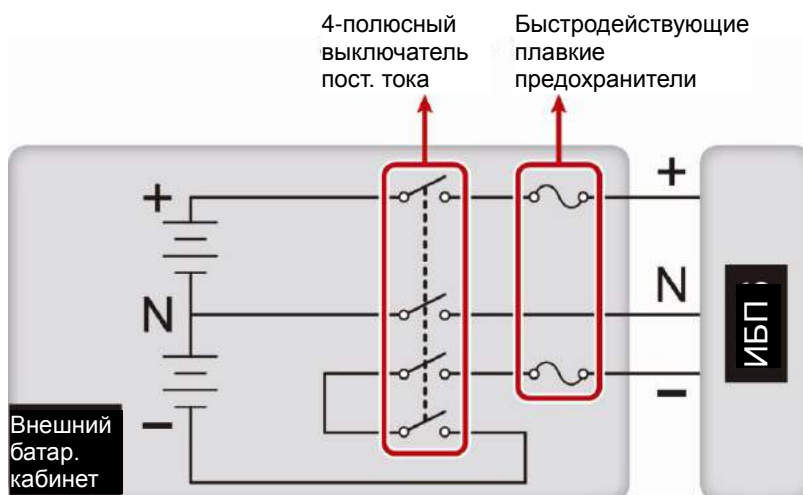 4-полюсный
выключатель
пост. тока
Быстродействующие
плавкие
предохранители
+
+
N
N
ИБП
−
−
Внешний
батар.
кабинет